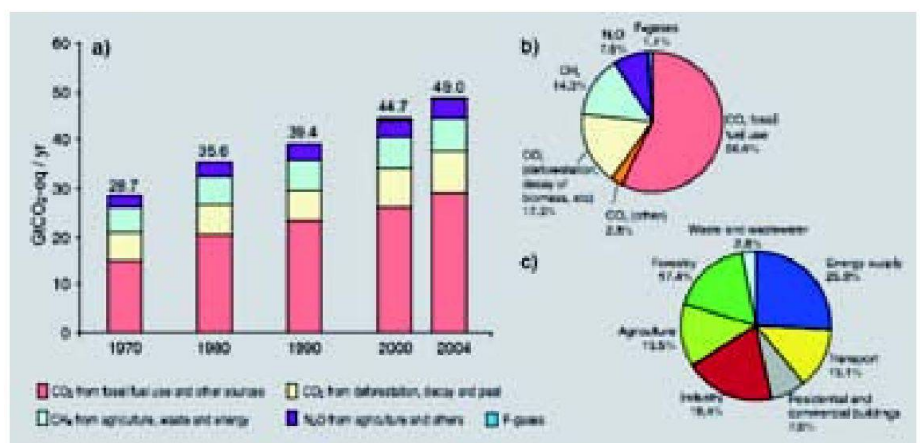 a)
60
50
40
30
20
10
0
GtCO₂-eq / yr
28.7
35.6
39.4
44.7
49.0
1970
1980
1990
2000
2004
CO₂ from fossil fuel use and other sources
CO₂ from deforestation, decay and peat
CH₄ from agriculture, waste and energy
N₂O from agriculture and others
F-gases
b)
F-gases
N₂O
CH₄
14.3%
CO₂ fossil
fuel use
56.6%
CO₂
(deforestation,
decay of
biomass, etc)
17.3%
CO₂ (other)
2.8%
c)
Waste and wastewater
2.8%
Forestry
17.4%
Energy supply
25.9%
Agriculture
13.5%
Transport
13.1%
Industry
19.4%
Residential and
commercial buildings
7.9%